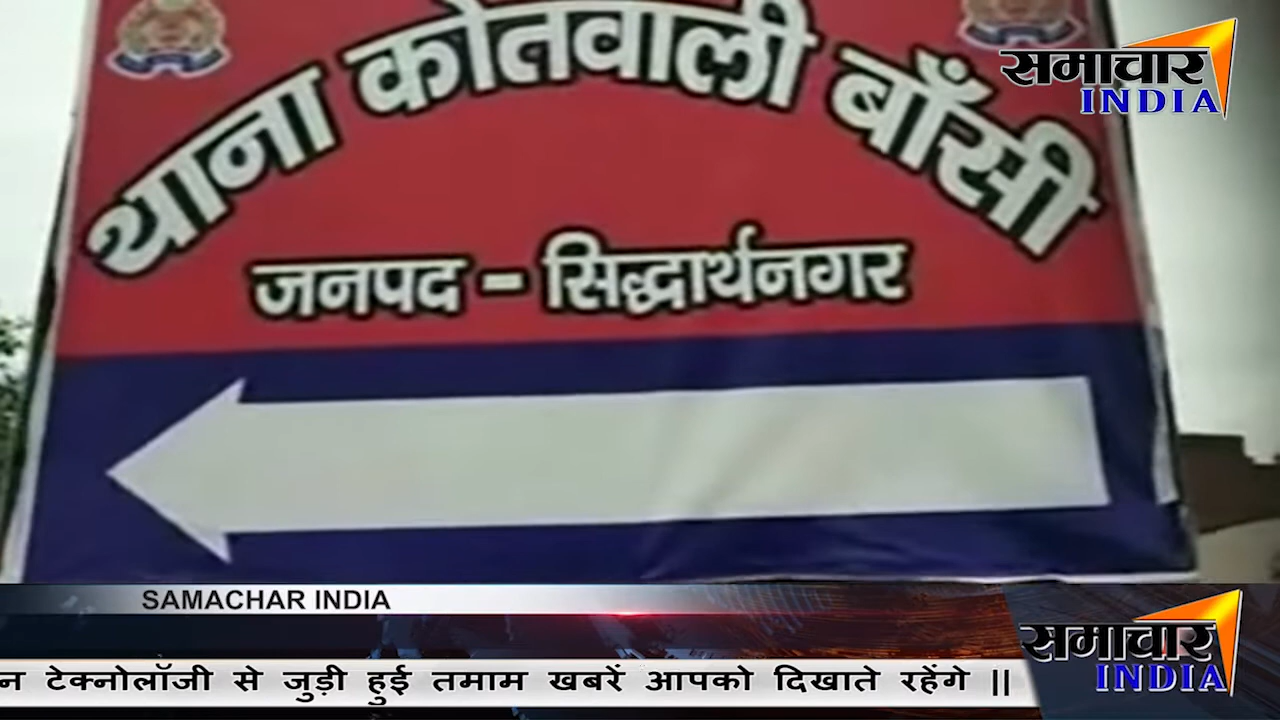 थाना कोतवाली बाँसी
जनपद - सिद्धार्थनगर
समाचार
INDIA
SAMACHAR INDIA
न टेक्नोलॉजी से जुड़ी हुई तमाम खबरें आपको दिखाते रहेंगे ||
समाचार
INDIA